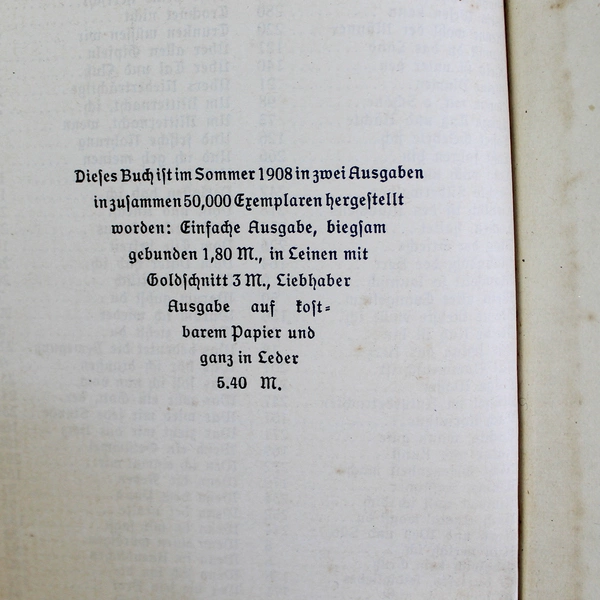 Dieses Buch ist im Sommer 1908 in zwei Ausgaben
in zusammen 50,000 Exemplaren hergestellt
worden: Einfache Ausgabe, biegsam
gebunden 1,80 M., in Leinen mit
Goldschnitt 3 M., Liebhaber
Ausgabe auf kost-
barem Papier und
ganz in Leder
5.40 M.